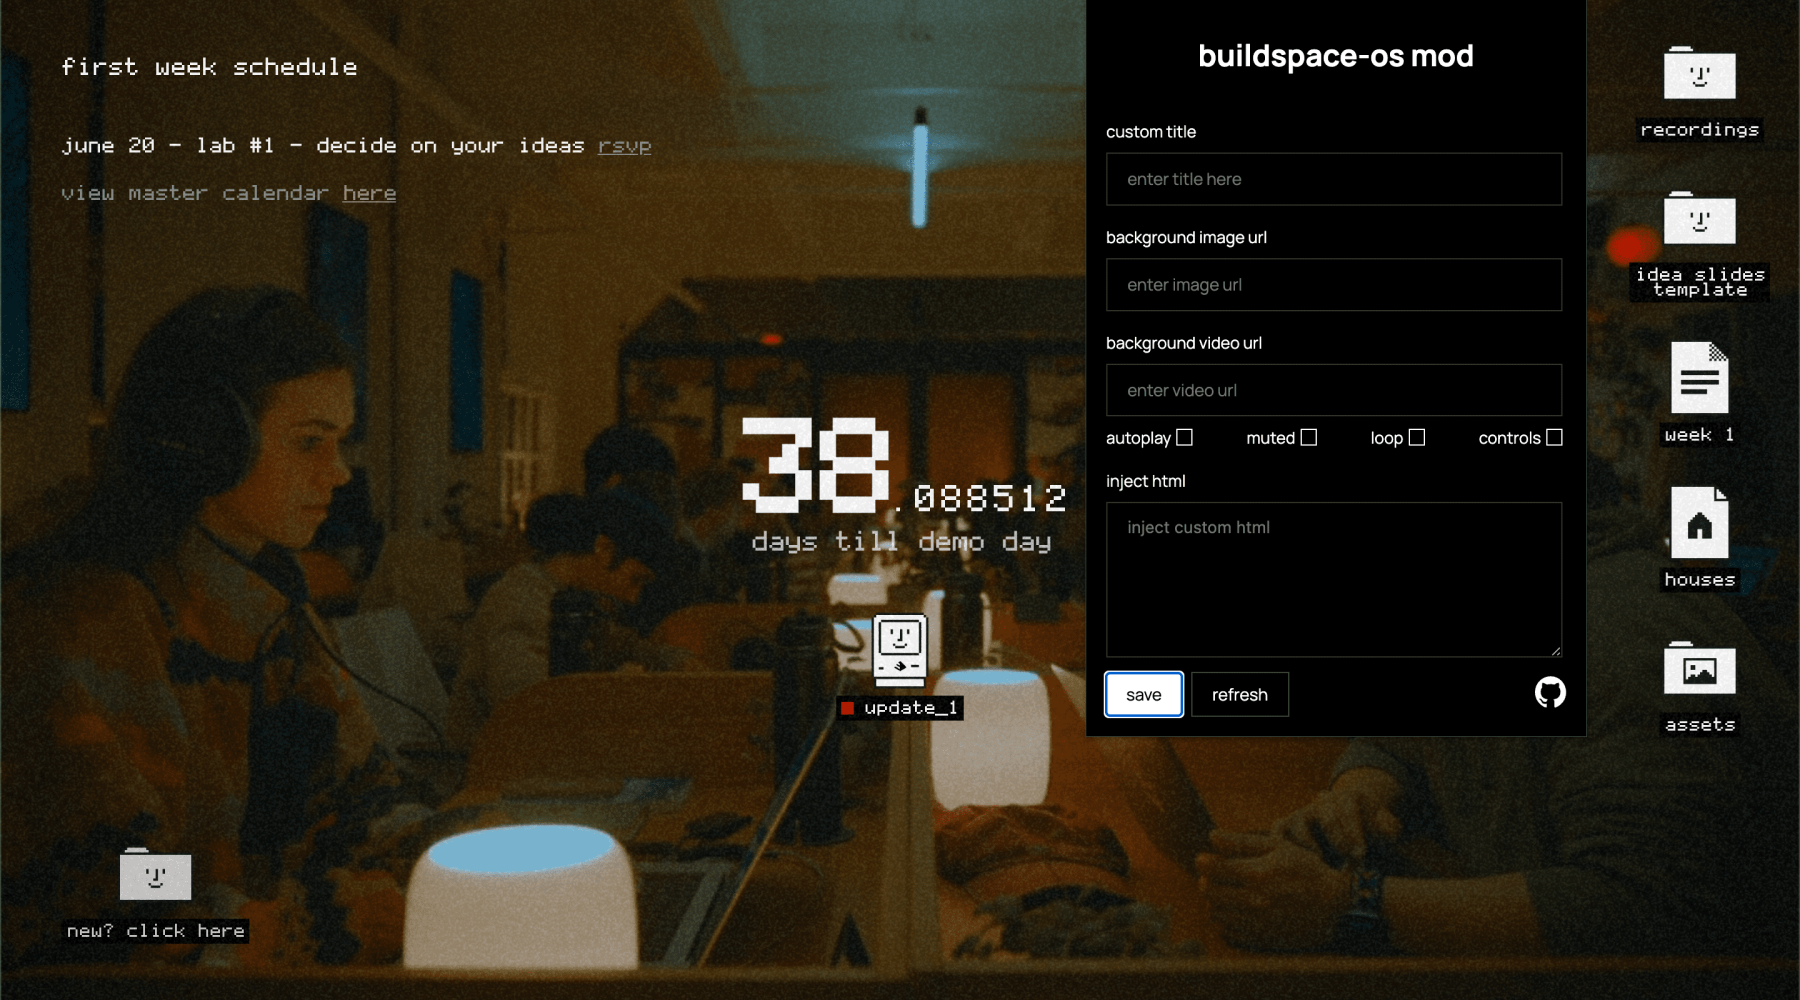 first week schedule
june 20 - lab #1 - decide on your ideas rsvp
view master calendar here
38.088512
days till demo day
update_1
new? click here
buildspace-os mod
custom title
enter title here
background image url
enter image url
background video url
enter video url
autoplay
muted
loop
controls
inject html
inject custom html
save
refresh
recordings
idea slides
template
week 1
houses
assets